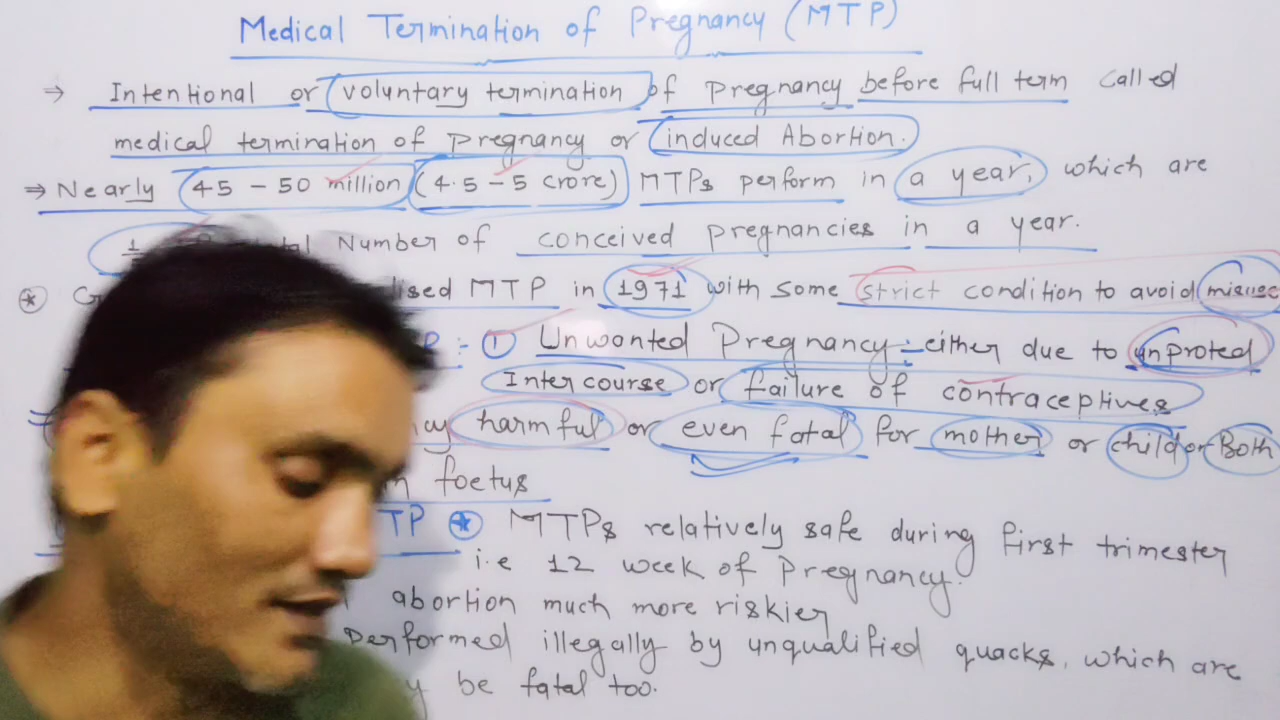 Medical Termination of Pregnancy (MTP)
→ Intentional or voluntary termination of pregnancy before full term called
medical termination of pregnancy or induced Abortion.
⇒ Nearly 45 - 50 million (4.5 - 5 crore) MTPs perform in a year, which are
Number of conceived pregnancies in a year.
lised MTP in 1971 with some strict condition to avoid misuse
P :- ① Unwanted Pregnancy :- either due to unproted
Intercourse or failure of contraceptives
cy harmful or even fatal for mother or child or Both
foetus
TP * MTPs relatively safe during first trimester
i.e 12 week of pregnancy.
abortion much more riskier
Performed illegally by unqualified quacks, which are
y be fatal too.